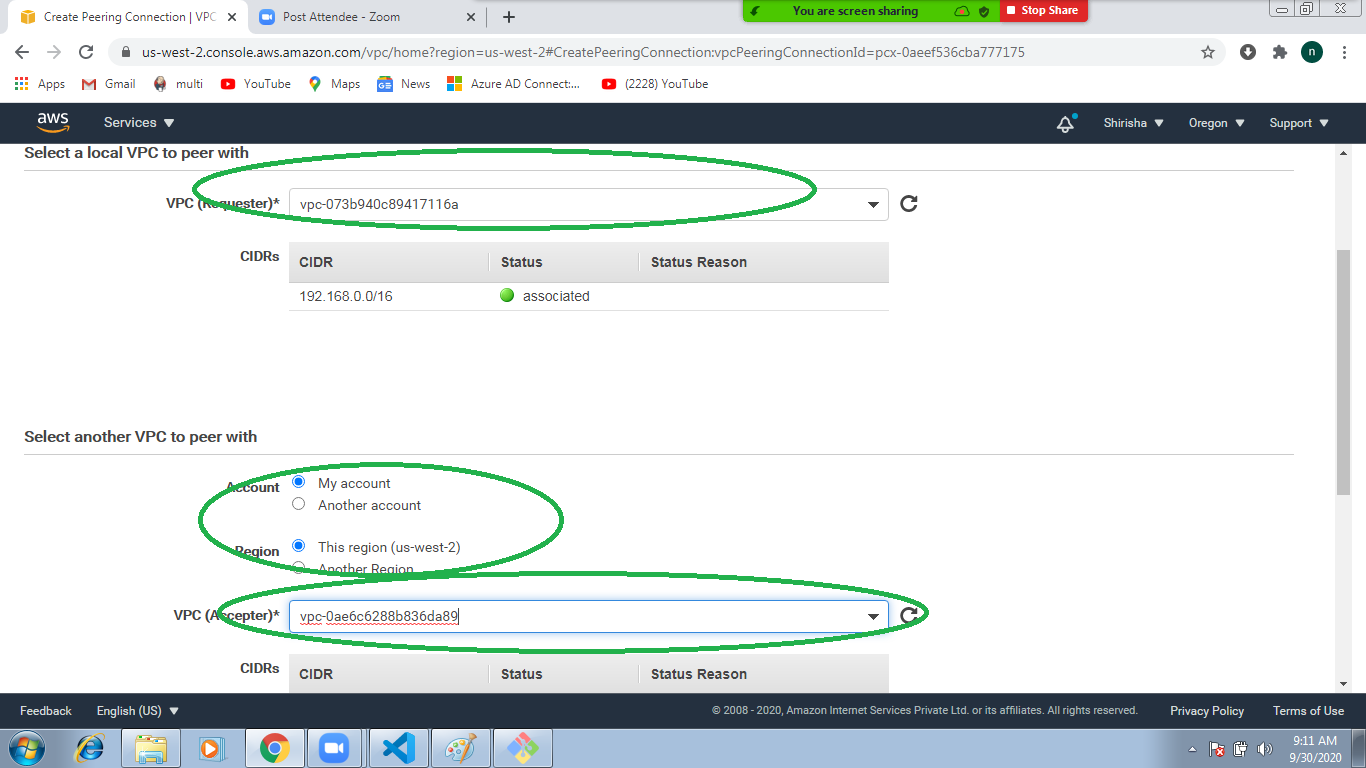 Create Peering Connection | VPC
Post Attendee - Zoom
You are screen sharing
Stop Share
us-west-2.console.aws.amazon.com/vpc/home?region=us-west-2#CreatePeeringConnection:vpcPeeringConnectionId=pcx-0aeef536cba777175
n
Apps
Gmail
multi
YouTube
Maps
News
Azure AD Connect:...
(2228) YouTube
aws
Services
Shirisha
Oregon
Support
Select a local VPC to peer with
VPC (Requester)*
vpc-073b940c89417116a
CIDRs
CIDR Status Status Reason
192.168.0.0/16 associated
Select another VPC to peer with
Account
My account
Another account
Region
This region (us-west-2)
Another Region
VPC (Accepter)*
vpc-0ae6c6288b836da89
CIDRs
CIDR Status Status Reason
Feedback
English (US)
© 2008 - 2020, Amazon Internet Services Private Ltd. or its affiliates. All rights reserved.
Privacy Policy
Terms of Use
9:11 AM
9/30/2020